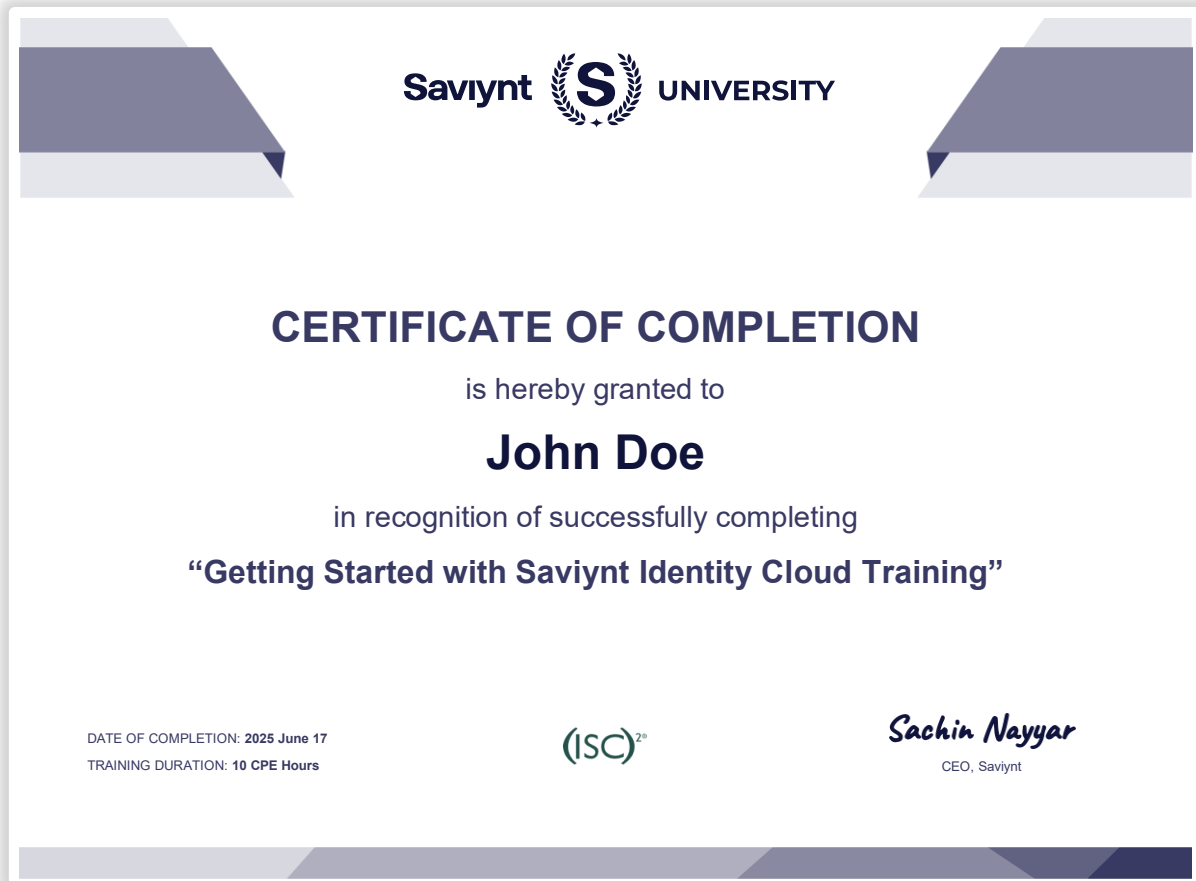 Saviynt S UNIVERSITY
CERTIFICATE OF COMPLETION
is hereby granted to
John Doe
in recognition of successfully completing
“Getting Started with Saviynt Identity Cloud Training”
DATE OF COMPLETION: 2025 June 17
TRAINING DURATION: 10 CPE Hours
(ISC)²®
Sachin Nayyar
CEO, Saviynt